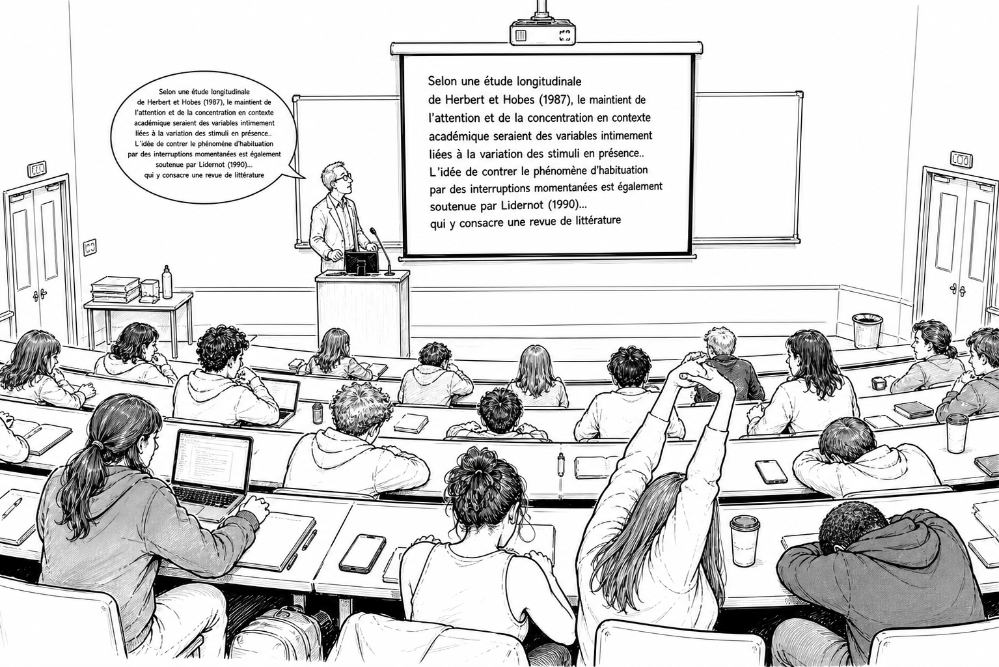 Selon une étude longitudinale
de Herbert et Hobes (1987), le maintient de
l'attention et de la concentration en contexte
académique seraient des variables intimement
liées à la variation des stimuli en présence..
L'idée de contrer le phénomène d'habituation
par des interruptions momentanées est également
soutenue par Lidernot (1990)...
qui y consacre une revue de littérature
Selon une étude longitudinale
de Herbert et Hobes (1987), le maintient de
l'attention et de la concentration en contexte
académique seraient des variables intimement
liées à la variation des stimuli en présence..
L'idée de contrer le phénomène d'habituation
par des interruptions momentanées est également
soutenue par Lidernot (1990)...
qui y consacre une revue de littérature